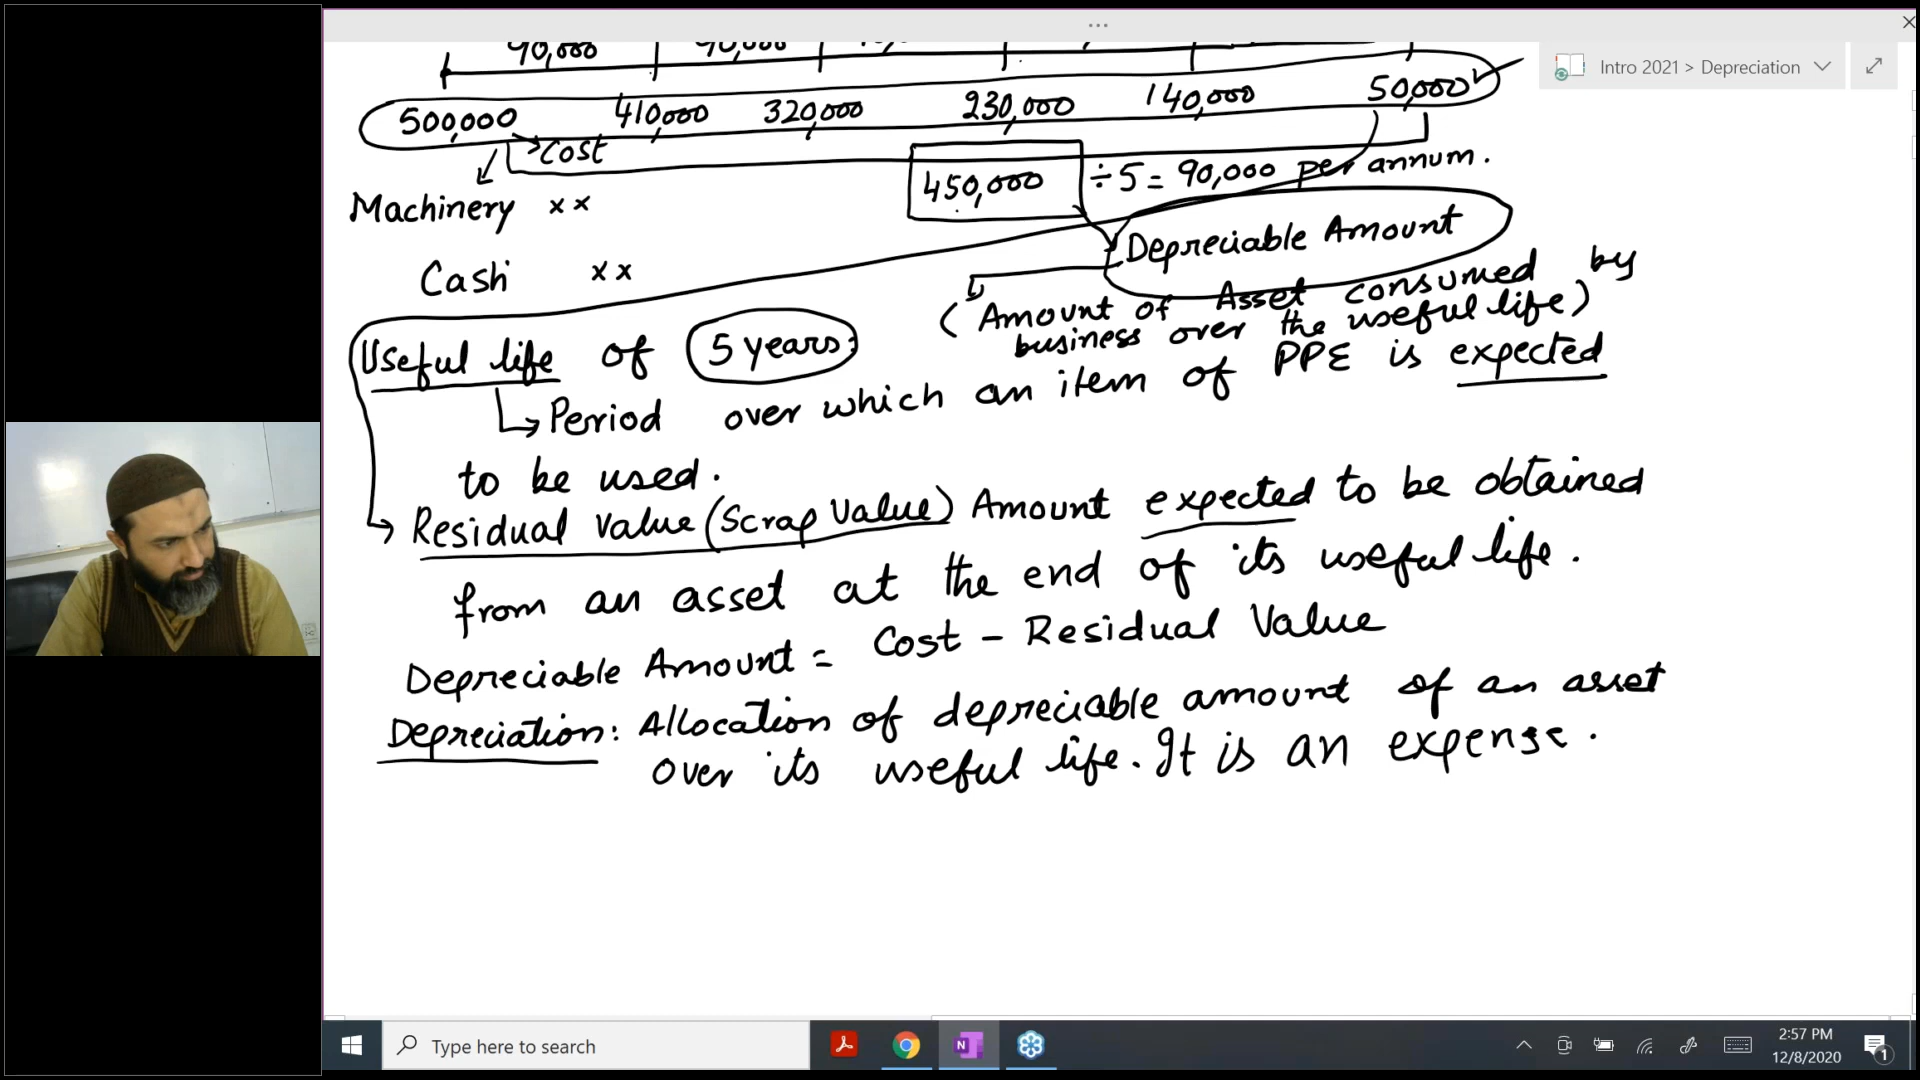 Intro 2021 > Depreciation
90,000 90,000
500,000 410,000 320,000 230,000 140,000 50,000
Cost
450,000 ÷ 5 = 90,000 per annum.
Machinery xx
Depreciable Amount
Cash xx
(Amount of Asset consumed by
business over the useful life)
Useful life of 5 years:
Period over which an item of PPE is expected
to be used.
Residual Value (Scrap Value) Amount expected to be obtained
from an asset at the end of its useful life.
Depreciable Amount = Cost - Residual Value
Depreciation: Allocation of depreciable amount of an asset
over its useful life. It is an expense.
Type here to search
N
2:57 PM
12/8/2020
1